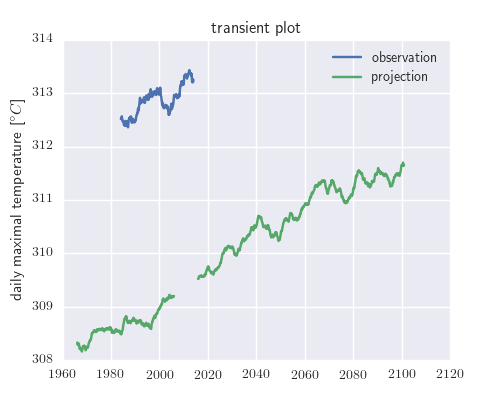 transient plot
314
313
312
311
310
309
308
daily maximal temperature [°C]
observation
projection
1960 1980 2000 2020 2040 2060 2080 2100 2120